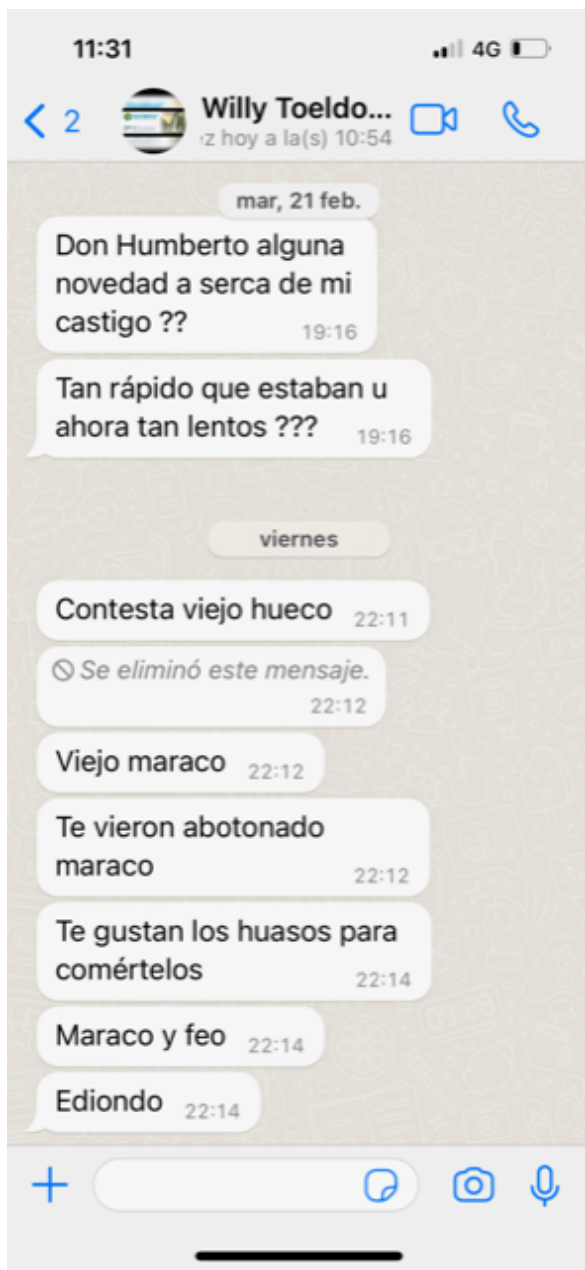 11:31
4G
2
Willy Toeldo...
ez hoy a la(s) 10:54
mar, 21 feb.
Don Humberto alguna
novedad a serca de mi
castigo ??
19:16
Tan rápido que estaban u
ahora tan lentos ???
19:16
viernes
Contesta viejo hueco 22:11
Se eliminó este mensaje.
22:12
Viejo maraco 22:12
Te vieron abotonado
maraco
22:12
Te gustan los huasos para
comértelos
22:14
Maraco y feo 22:14
Ediondo 22:14